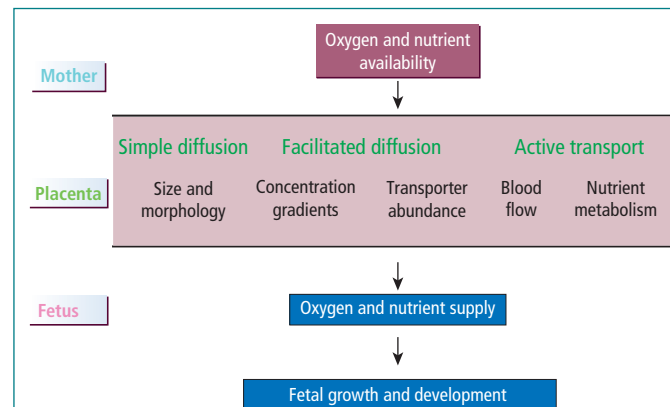 Oxygen and nutrient
availability
Mother
Simple diffusion Facilitated diffusion Active transport
Placenta
Size and
morphology
Concentration
gradients
Transporter
abundance
Blood
flow
Nutrient
metabolism
Fetus
Oxygen and nutrient supply
Fetal growth and development